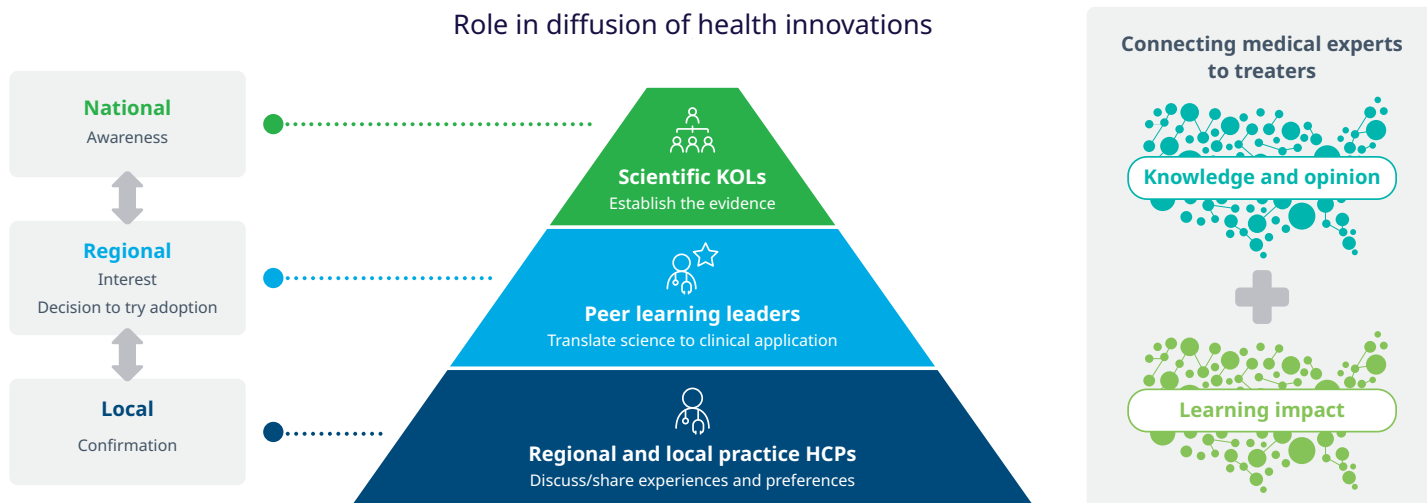 Role in diffusion of health innovations
National
Awareness
Regional
Interest
Decision to try adoption
Local
Confirmation
Scientific KOLs
Establish the evidence
Peer learning leaders
Translate science to clinical application
Regional and local practice HCPs
Discuss/share experiences and preferences
Connecting medical experts
to treaters
Knowledge and opinion
Learning impact